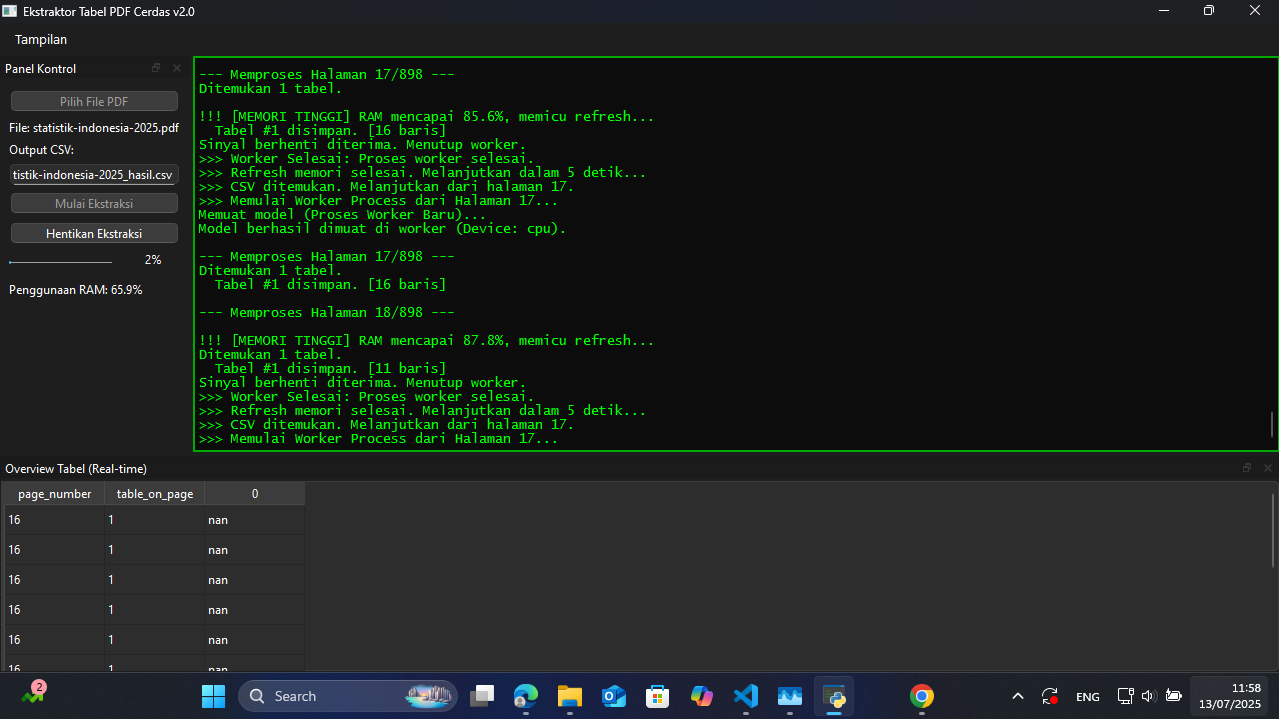 Ekstraktor Tabel PDF Cerdas v2.0
Tampilan
Panel Kontrol
Pilih File PDF
File: statistik-indonesia-2025.pdf
Output CSV:
tistik-indonesia-2025_hasil.csv
Mulai Ekstraksi
Hentikan Ekstraksi
2%
Penggunaan RAM: 65.9%
--- Memproses Halaman 17/898 ---
Ditemukan 1 tabel.
!!! [MEMORI TINGGI] RAM mencapai 85.6%, memicu refresh...
Tabel #1 disimpan. [16 baris]
Sinyal berhenti diterima. Menutup worker.
>>> Worker Selesai: Proses worker selesai.
>>> Refresh memori selesai. Melanjutkan dalam 5 detik...
>>> CSV ditemukan. Melanjutkan dari halaman 17.
>>> Memulai Worker Process dari Halaman 17...
Memuat model (Proses Worker Baru)...
Model berhasil dimuat di worker (Device: cpu).
--- Memproses Halaman 17/898 ---
Ditemukan 1 tabel.
Tabel #1 disimpan. [16 baris]
--- Memproses Halaman 18/898 ---
!!! [MEMORI TINGGI] RAM mencapai 87.8%, memicu refresh...
Ditemukan 1 tabel.
Tabel #1 disimpan. [11 baris]
Sinyal berhenti diterima. Menutup worker.
>>> Worker Selesai: Proses worker selesai.
>>> Refresh memori selesai. Melanjutkan dalam 5 detik...
>>> CSV ditemukan. Melanjutkan dari halaman 17.
>>> Memulai Worker Process dari Halaman 17...
Overview Tabel (Real-time)
page_number table_on_page 0
16 1 nan
16 1 nan
16 1 nan
16 1 nan
16 1 nan
16 1 nan
2
Search
ENG
11:58
13/07/2025